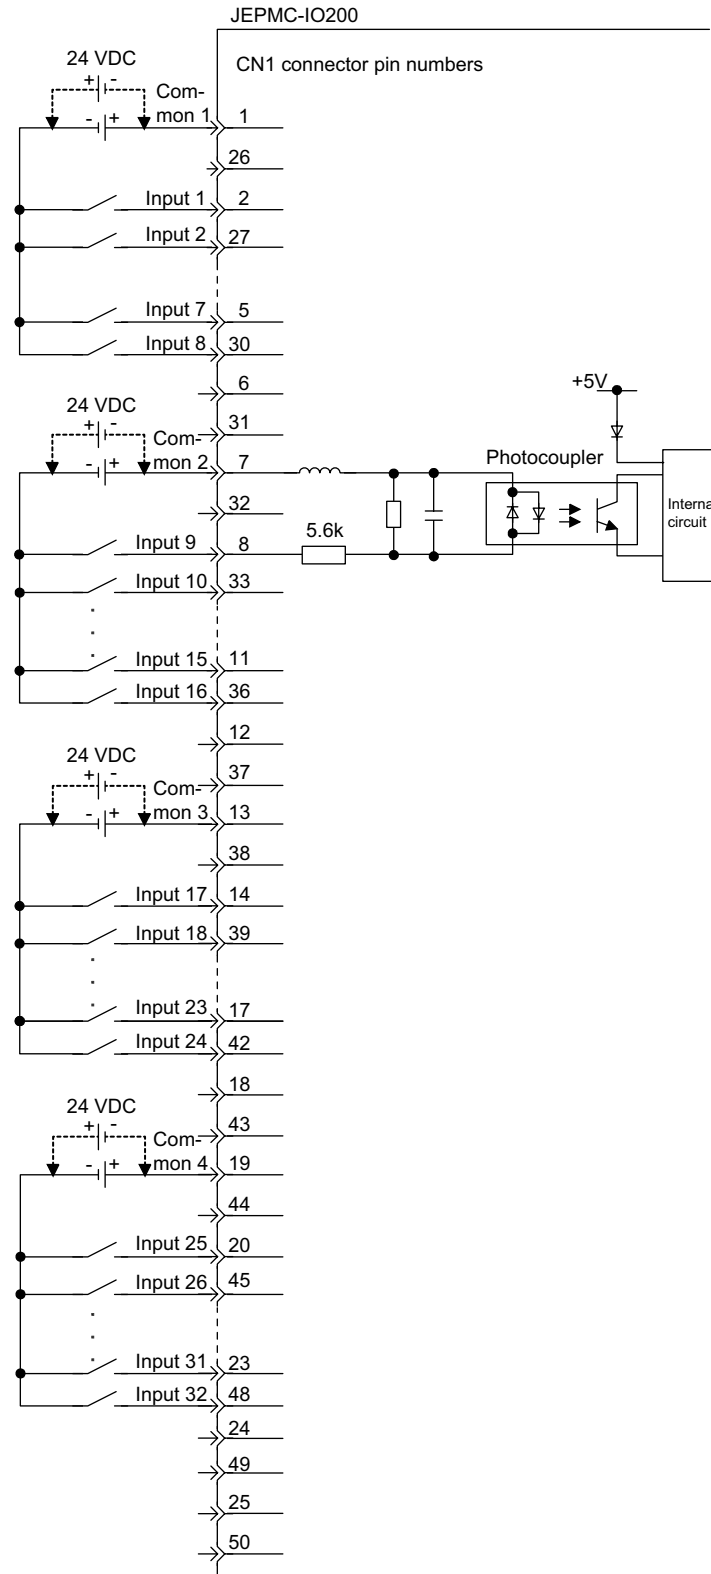 JEPMC-IO200
CN1 connector pin numbers
24 VDC
+ -
- +
Com-
mon 1
1
26
Input 1 2
Input 2 27
Input 7 5
Input 8 30
6
31
24 VDC
+ -
- +
Com-
mon 2
7
32
Input 9 8
Input 10 33
Input 15 11
Input 16 36
+5V
Photocoupler
5.6k
Interna
circuit
12
37
24 VDC
+ -
- +
Com-
mon 3
13
38
Input 17 14
Input 18 39
Input 23 17
Input 24 42
18
43
24 VDC
+ -
- +
Com-
mon 4
19
44
Input 25 20
Input 26 45
Input 31 23
Input 32 48
24
49
25
50